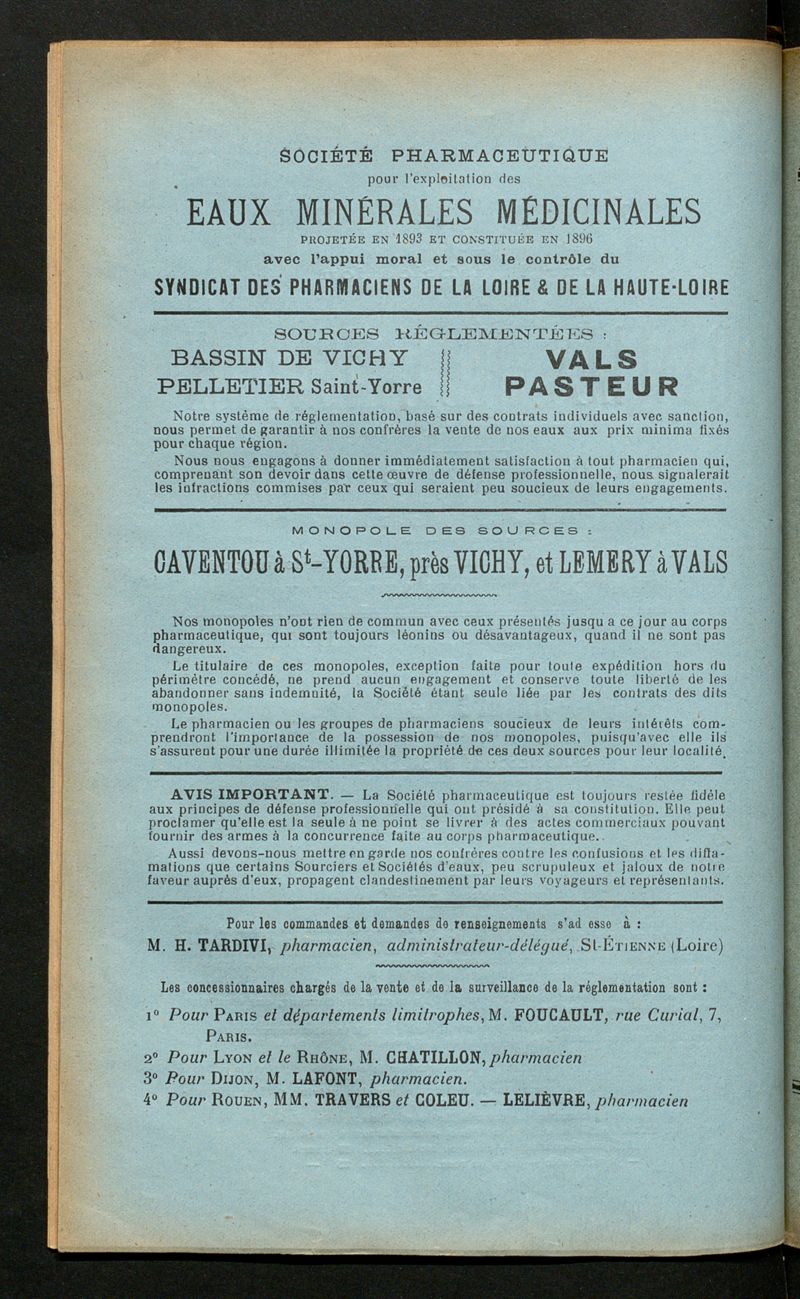 SOCIÉTÉ PHARMACEUTIQUE
pour l'exploitation des
EAUX MINÉRALES MÉDICINALES
PROJETÉE EN 1893 ET CONSTITUÉE EN 1896
avec l'appui moral et sous le contrôle du
SYNDICAT DES PHARMACIENS DE LA LOIRE & DE LA HAUTE-LOIRE
SOURCES RÉGLEMENTÉES :
BASSIN DE VICHY
PELLETIER Saint-Yorre
VALS
PASTEUR
Notre système de réglementation, basé sur des contrats individuels avec sanction,
nous permet de garantir à nos confrères la vente de nos eaux aux prix minima fixés
pour chaque région.
Nous nous engageons à donner immédiatement satisfaction à tout pharmacien qui,
comprenant son devoir dans cette œuvre de défense professionnelle, nous signalerait
les infractions commises par ceux qui seraient peu soucieux de leurs engagements.
MONOPOLE DES SOURCES :
CAVENTOU à St-YORRE, près VICHY, et LEMERY à VALS
Nos monopoles n'ont rien de commun avec ceux présentés jusqu a ce jour au corps
pharmaceutique, qui sont toujours léonins ou désavantageux, quand il ne sont pas
dangereux.
Le titulaire de ces monopoles, exception faite pour toute expédition hors du
périmètre concédé, ne prend aucun engagement et conserve toute liberté de les
abandonner sans indemnité, la Société étant seule liée par les contrats des dits
monopoles.
Le pharmacien ou les groupes de pharmaciens soucieux de leurs intérêts com-
prendront l'importance de la possession de nos monopoles, puisqu'avec elle ils
s'assurent pour une durée illimitée la propriété de ces deux sources pour leur localité.
AVIS IMPORTANT. — La Société pharmaceutique est toujours restée fidèle
aux principes de défense professionnelle qui ont présidé à sa constitution. Elle peut
proclamer qu'elle est la seule à ne point se livrer à des actes commerciaux pouvant
fournir des armes à la concurrence faite au corps pharmaceutique.
Aussi devons-nous mettre en garde nos confrères contre les confusions et les diffa-
mations que certains Sourciers et Sociétés d'eaux, peu scrupuleux et jaloux de notre
faveur auprès d'eux, propagent clandestinement par leurs voyageurs et représentants.
Pour les commandes et demandes de renseignements s'ad esse à :
M. H. TARDIVI, pharmacien, administrateur-délégué, St-ÉTIENNE (Loire)
Les concessionnaires chargés de la vente et de la surveillance de la réglementation sont :
1° Pour PARIS et départements limitrophes, M. FOUCAULT, rue Curial, 7,
PARIS.
2° Pour LYON et le RHÔNE, M. CHATILLON, pharmacien
3° Pour DIJON, M. LAFONT, pharmacien.
4° Pour ROUEN, MM. TRAVERS et COLEU. — LELIÈVRE, pharmacien